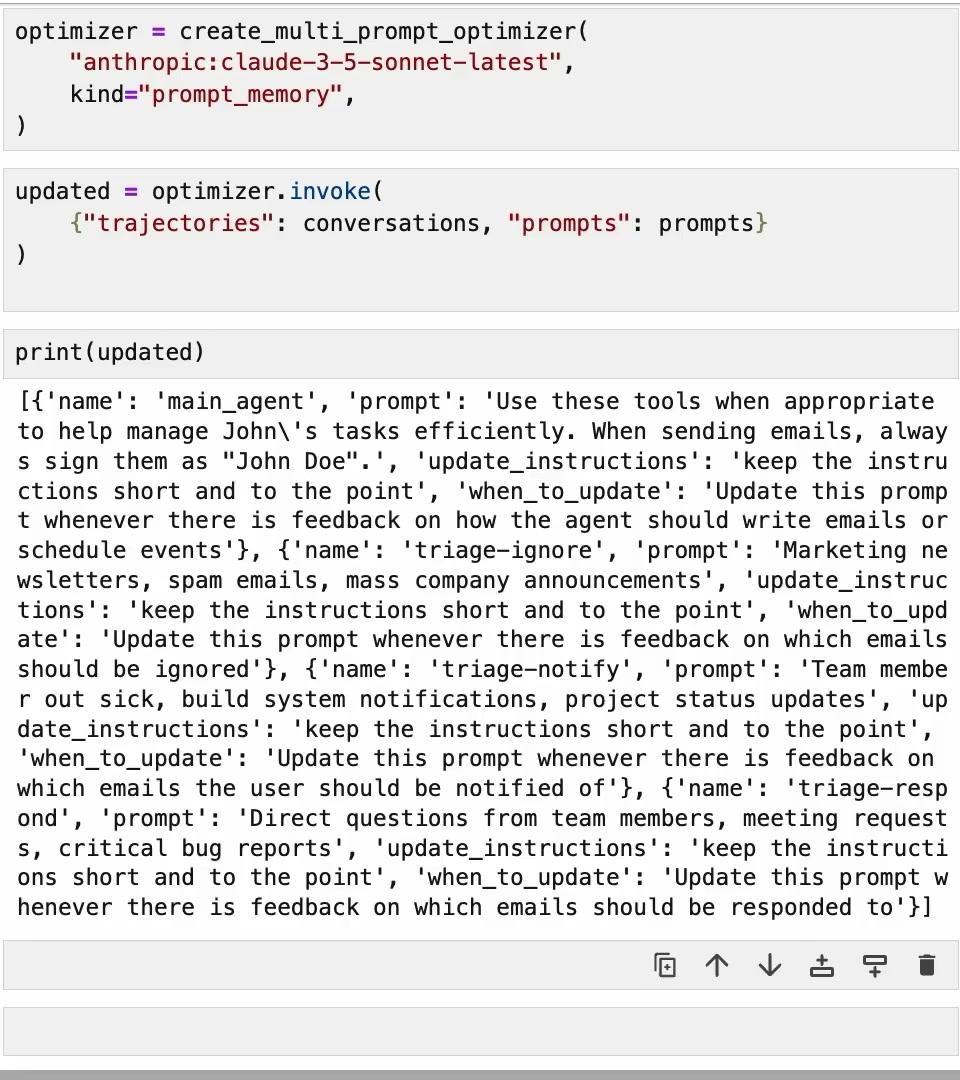 optimizer = create_multi_prompt_optimizer(
    "anthropic:claude-3-5-sonnet-latest",
    kind="prompt_memory",
)
updated = optimizer.invoke(
    {"trajectories": conversations, "prompts": prompts}
)
print(updated)
[{'name': 'main_agent', 'prompt': 'Use these tools when appropriate
to help manage John\'s tasks efficiently. When sending emails, alway
s sign them as "John Doe".', 'update_instructions': 'keep the instru
ctions short and to the point', 'when_to_update': 'Update this promp
t whenever there is feedback on how the agent should write emails or
schedule events'}, {'name': 'triage-ignore', 'prompt': 'Marketing ne
wsletters, spam emails, mass company announcements', 'update_instruc
tions': 'keep the instructions short and to the point', 'when_to_upd
ate': 'Update this prompt whenever there is feedback on which emails
should be ignored'}, {'name': 'triage-notify', 'prompt': 'Team membe
r out sick, build system notifications, project status updates', 'up
date_instructions': 'keep the instructions short and to the point',
'when_to_update': 'Update this prompt whenever there is feedback on
which emails the user should be notified of'}, {'name': 'triage-resp
ond', 'prompt': 'Direct questions from team members, meeting request
s, critical bug reports', 'update_instructions': 'keep the instructi
ons short and to the point', 'when_to_update': 'Update this prompt w
henever there is feedback on which emails should be responded to'}]